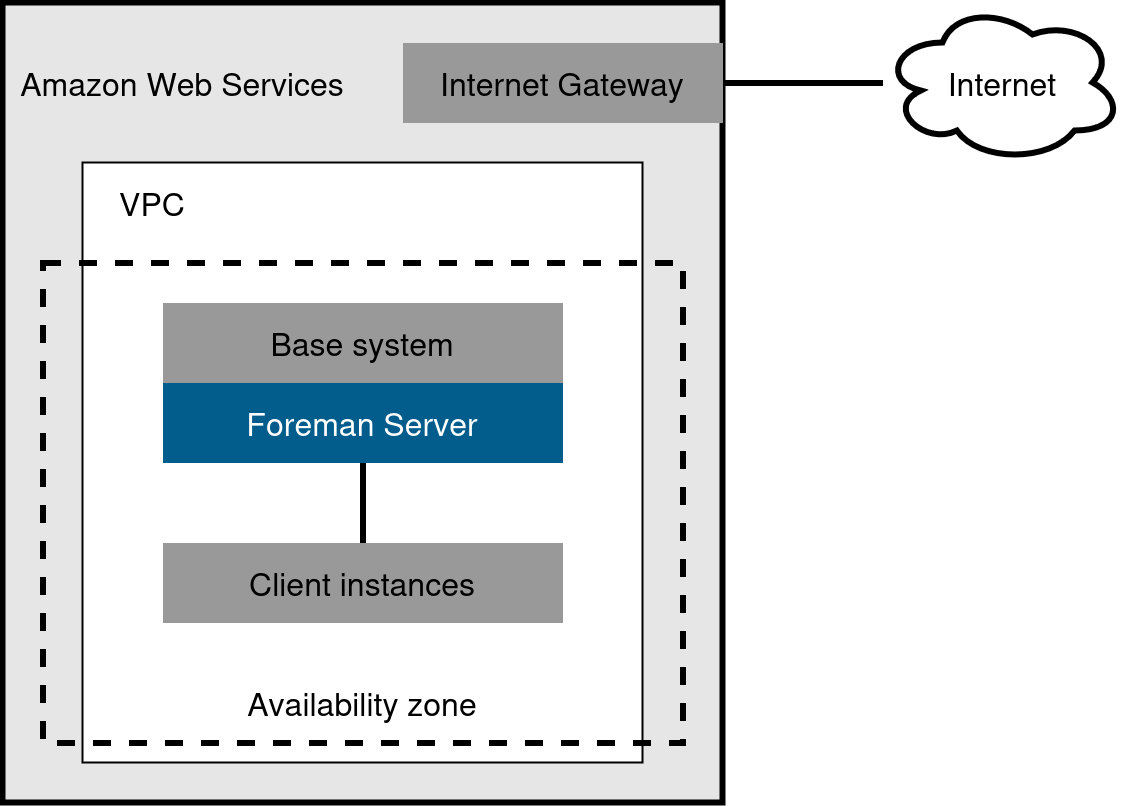 Amazon Web Services
Internet Gateway
Internet
VPC
Base system
Foreman Server
Client instances
Availability zone